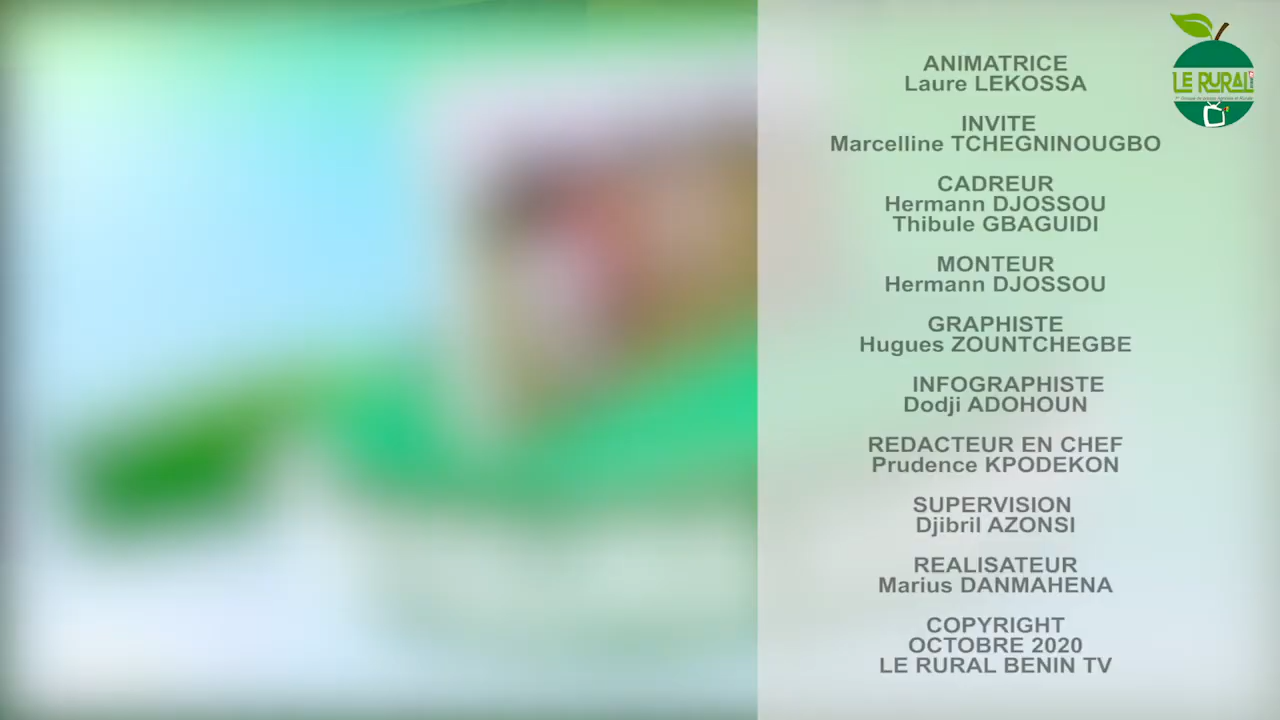 ANIMATRICE
Laure LEKOSSA
INVITE
Marcelline TCHEGNINOUGBO
CADREUR
Hermann DJOSSOU
Thibule GBAGUIDI
MONTEUR
Hermann DJOSSOU
GRAPHISTE
Hugues ZOUNTCHEGBE
INFOGRAPHISTE
Dodji ADOHOUN
REDACTEUR EN CHEF
Prudence KPODEKON
SUPERVISION
Djibril AZONSI
REALISATEUR
Marius DANMAHENA
COPYRIGHT
OCTOBRE 2020
LE RURAL BENIN TV
LE RURAL